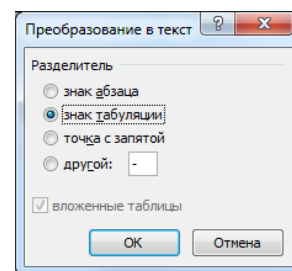 Преобразование в текст
Разделитель
знак абзаца
знак табуляции
точка с запятой
другой: -
вложенные таблицы
ОК Отмена